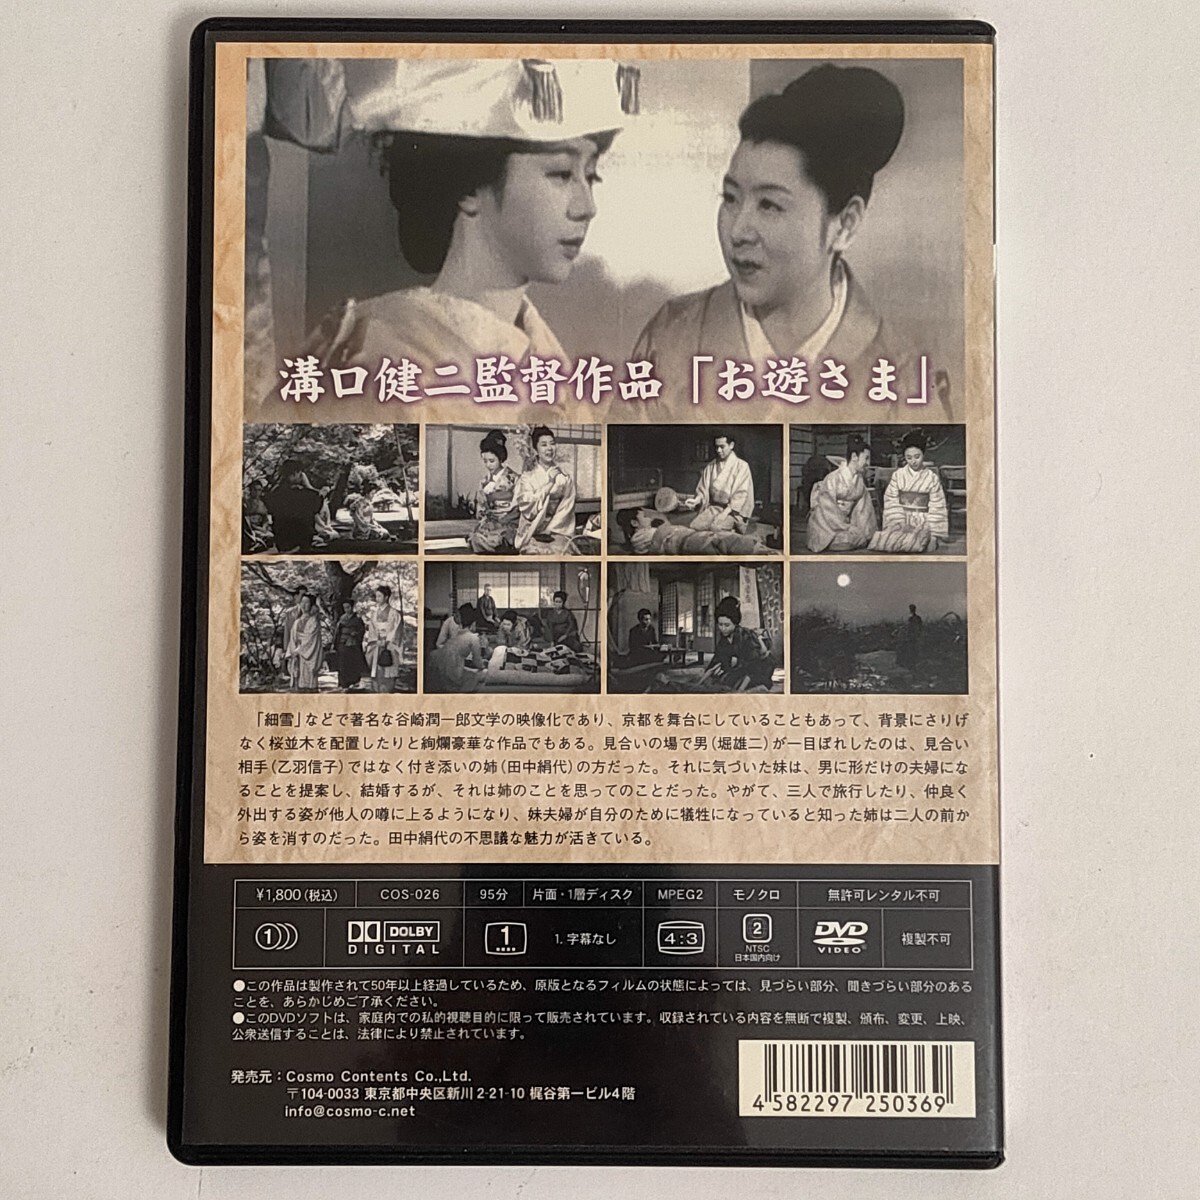 溝口健二監督作品「お遊さま」
「細雪」などで著名な谷崎潤一郎文学の映像化であり、京都を舞台にしていることもあって、背景にさりげ
なく桜並木を配置したりと絢爛豪華な作品でもある。見合いの場で男(堀雄二)が一目ぼれしたのは、見合い
相手(乙羽信子)ではなく付き添いの姉(田中絹代)の方だった。それに気づいた妹は、男に形だけの夫婦にな
ることを提案し、結婚するが、それは姉のことを思ってのことだった。やがて、三人で旅行したり、仲良く
外出する姿が他人の噂に上るようになり、妹夫婦が自分のために犠牲になっていると知った姉は二人の前か
ら姿を消すのだった。田中絹代の不思議な魅力が活きている。
¥1,800(税込) COS-026 95分 片面・1層ディスク MPEG2 モノクロ 無許可レンタル不可
1 DOLBY DIGITAL 1 1. 字幕なし 4:3 2 DVD VIDEO 複製不可
NTSC
日本国内向け
●この作品は製作されて50年以上経過しているため、原版となるフィルムの状態によっては、見づらい部分、聞きづらい部分のある
ことを、あらかじめご了承ください。
●このDVDソフトは、家庭内での私的視聴目的に限って販売されています。収録されている内容を無断で複製、頒布、変更、上映、
公衆送信することは、法律により禁止されています。
発売元：Cosmo Contents Co.,Ltd.
〒104-0033 東京都中央区新川 2-21-10 梶谷第一ビル4階
info@cosmo-c.net
4 582297 250369